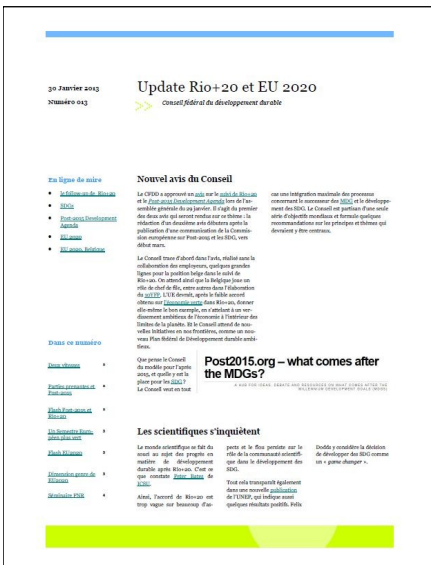 30 Janvier 2013
Numéro 013
Update Rio+20 et EU 2020
>> Conseil fédéral du développement durable
En ligne de mire
• le follow up de Rio+20
• SDGs
• Post-2015 Development
Agenda
• EU 2020
• EU 2020, Belgique
Dans ce numéro
Deux vitesses
Parties prenantes et
Post-2015
Flash Post-2015 et
Rio+20
Un Semestre Euro-
péen plus vert
Flash EU2020
Dimension genre de
EU2020
Séminaire PNR
Nouvel avis du Conseil
Le CFDD a approuvé un avis sur le suivi de Rio+20
et le Post-2015 Development Agenda lors de l'as-
semblée générale du 29 janvier. Il s'agit du premier
des deux avis qui seront rendus sur ce thème : la
rédaction d'un deuxième avis débutera après la
publication d'une communication de la Commis-
sion européenne sur Post-2015 et les SDG, vers
début mars.
Le Conseil trace d'abord dans l'avis, réalisé sans la
collaboration des employeurs, quelques grandes
lignes pour la position belge dans le suivi de
Rio+20. On attend ainsi que la Belgique joue un
rôle de chef de file, entre autres dans l'élaboration
du 10YFP. L'UE devrait, après le faible accord
obtenu sur l'économie verte dans Rio+20, donner
elle-même le bon exemple, en s'attelant à un ver-
dissement ambitieux de l'économie à l'intérieur des
limites de la planète. Et le Conseil attend de nou-
velles initiatives en nos frontières, comme un nou-
veau Plan fédéral de Développement durable ambi-
tieux.
Que pense le Conseil
du modèle pour l'après
2015, et quelle y est la
place pour les SDG ?
Le Conseil veut en tout
cas une intégration maximale des processus
concernant le successeur des MDG et le développe-
ment des SDG. Le Conseil est partisan d'une seule
série d'objectifs mondiaux et formule quelques
recommandations sur les principes et thèmes qui
devraient y être centraux.
Post2015.org – what comes after
the MDGs?
A HUB FOR IDEAS, DEBATE AND RESOURCES ON WHAT COMES AFTER THE
MILLENNIUM DEVELOPMENT GOALS (MDGS)
Les scientifiques s'inquiètent
Le monde scientifique se fait du
souci au sujet des progrès en
matière de développement
durable après Rio+20. C'est ce
que constate Peter Bates de
ICSU.
Ainsi, l'accord de Rio+20 est
trop vague sur beaucoup d'as-
pects et le flou persiste sur le
rôle de la communauté scientifi-
que dans le développement des
SDG.
Tout cela transparaît également
dans une nouvelle publication
de l'UNEP, qui indique aussi
quelques résultats positifs. Felix
Dodds y considère la décision
de développer des SDG comme
un « game changer ».